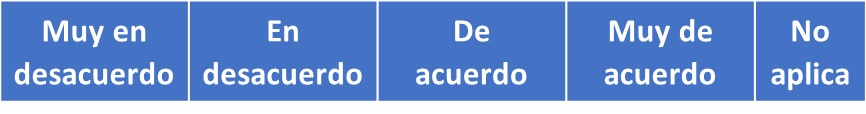 Muy en
desacuerdo
En
desacuerdo
De
acuerdo
Muy de
acuerdo
No
aplica